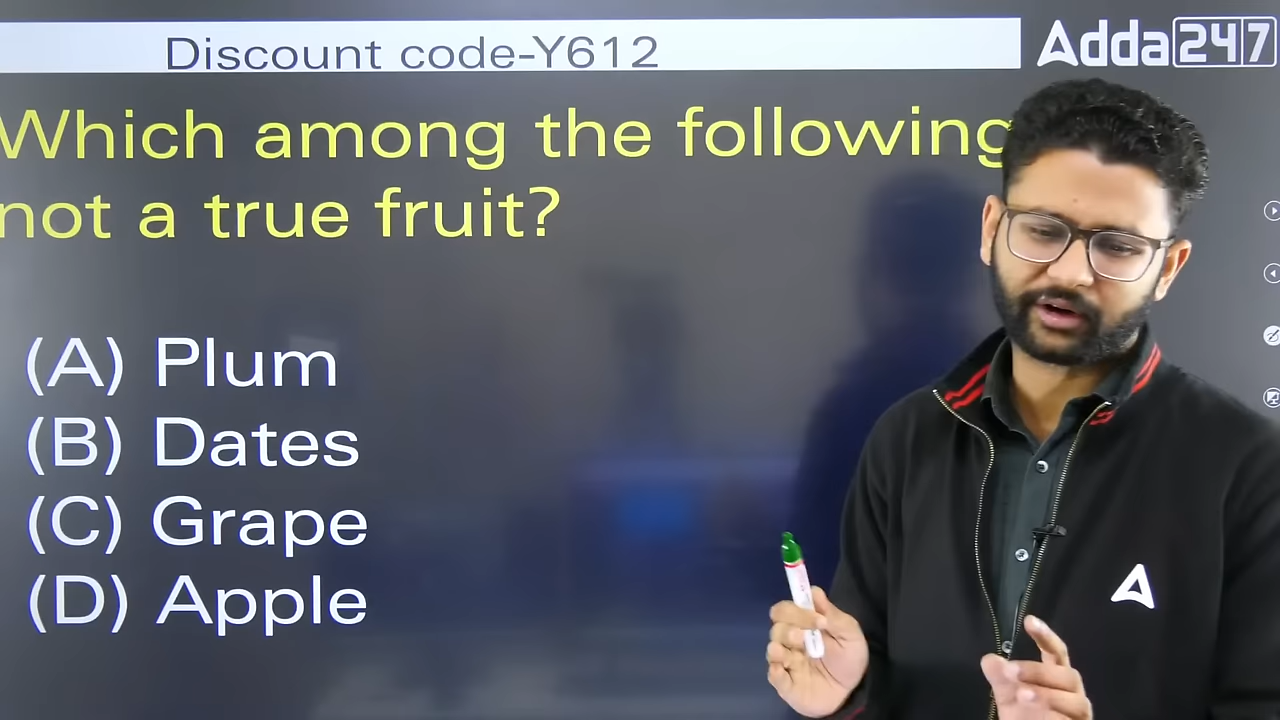 Discount code-Y612
Adda247
Which among the following
not a true fruit?
(A) Plum
(B) Dates
(C) Grape
(D) Apple